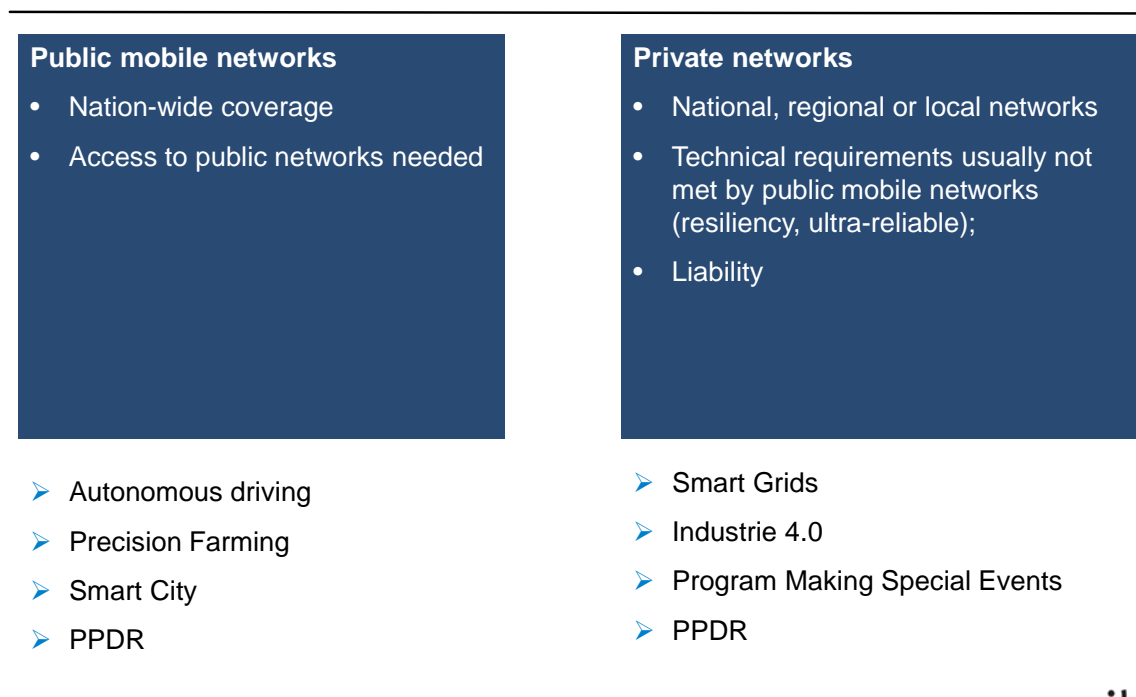 Public mobile networks
• Nation-wide coverage
• Access to public networks needed
Private networks
• National, regional or local networks
• Technical requirements usually not
met by public mobile networks
(resiliency, ultra-reliable);
• Liability
➢ Autonomous driving
➢ Precision Farming
➢ Smart City
➢ PPDR
➢ Smart Grids
➢ Industrie 4.0
➢ Program Making Special Events
➢ PPDR